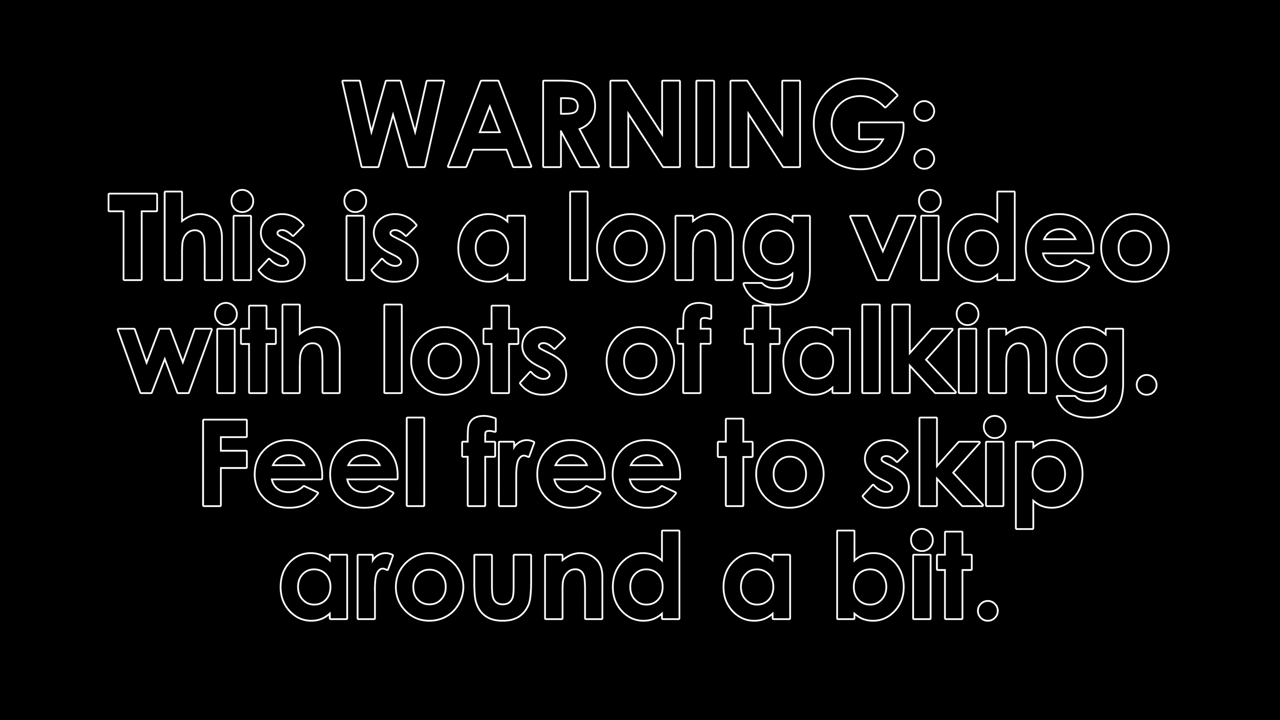 WARNING:
This is a long video
with lots of talking.
Feel free to skip
around a bit.